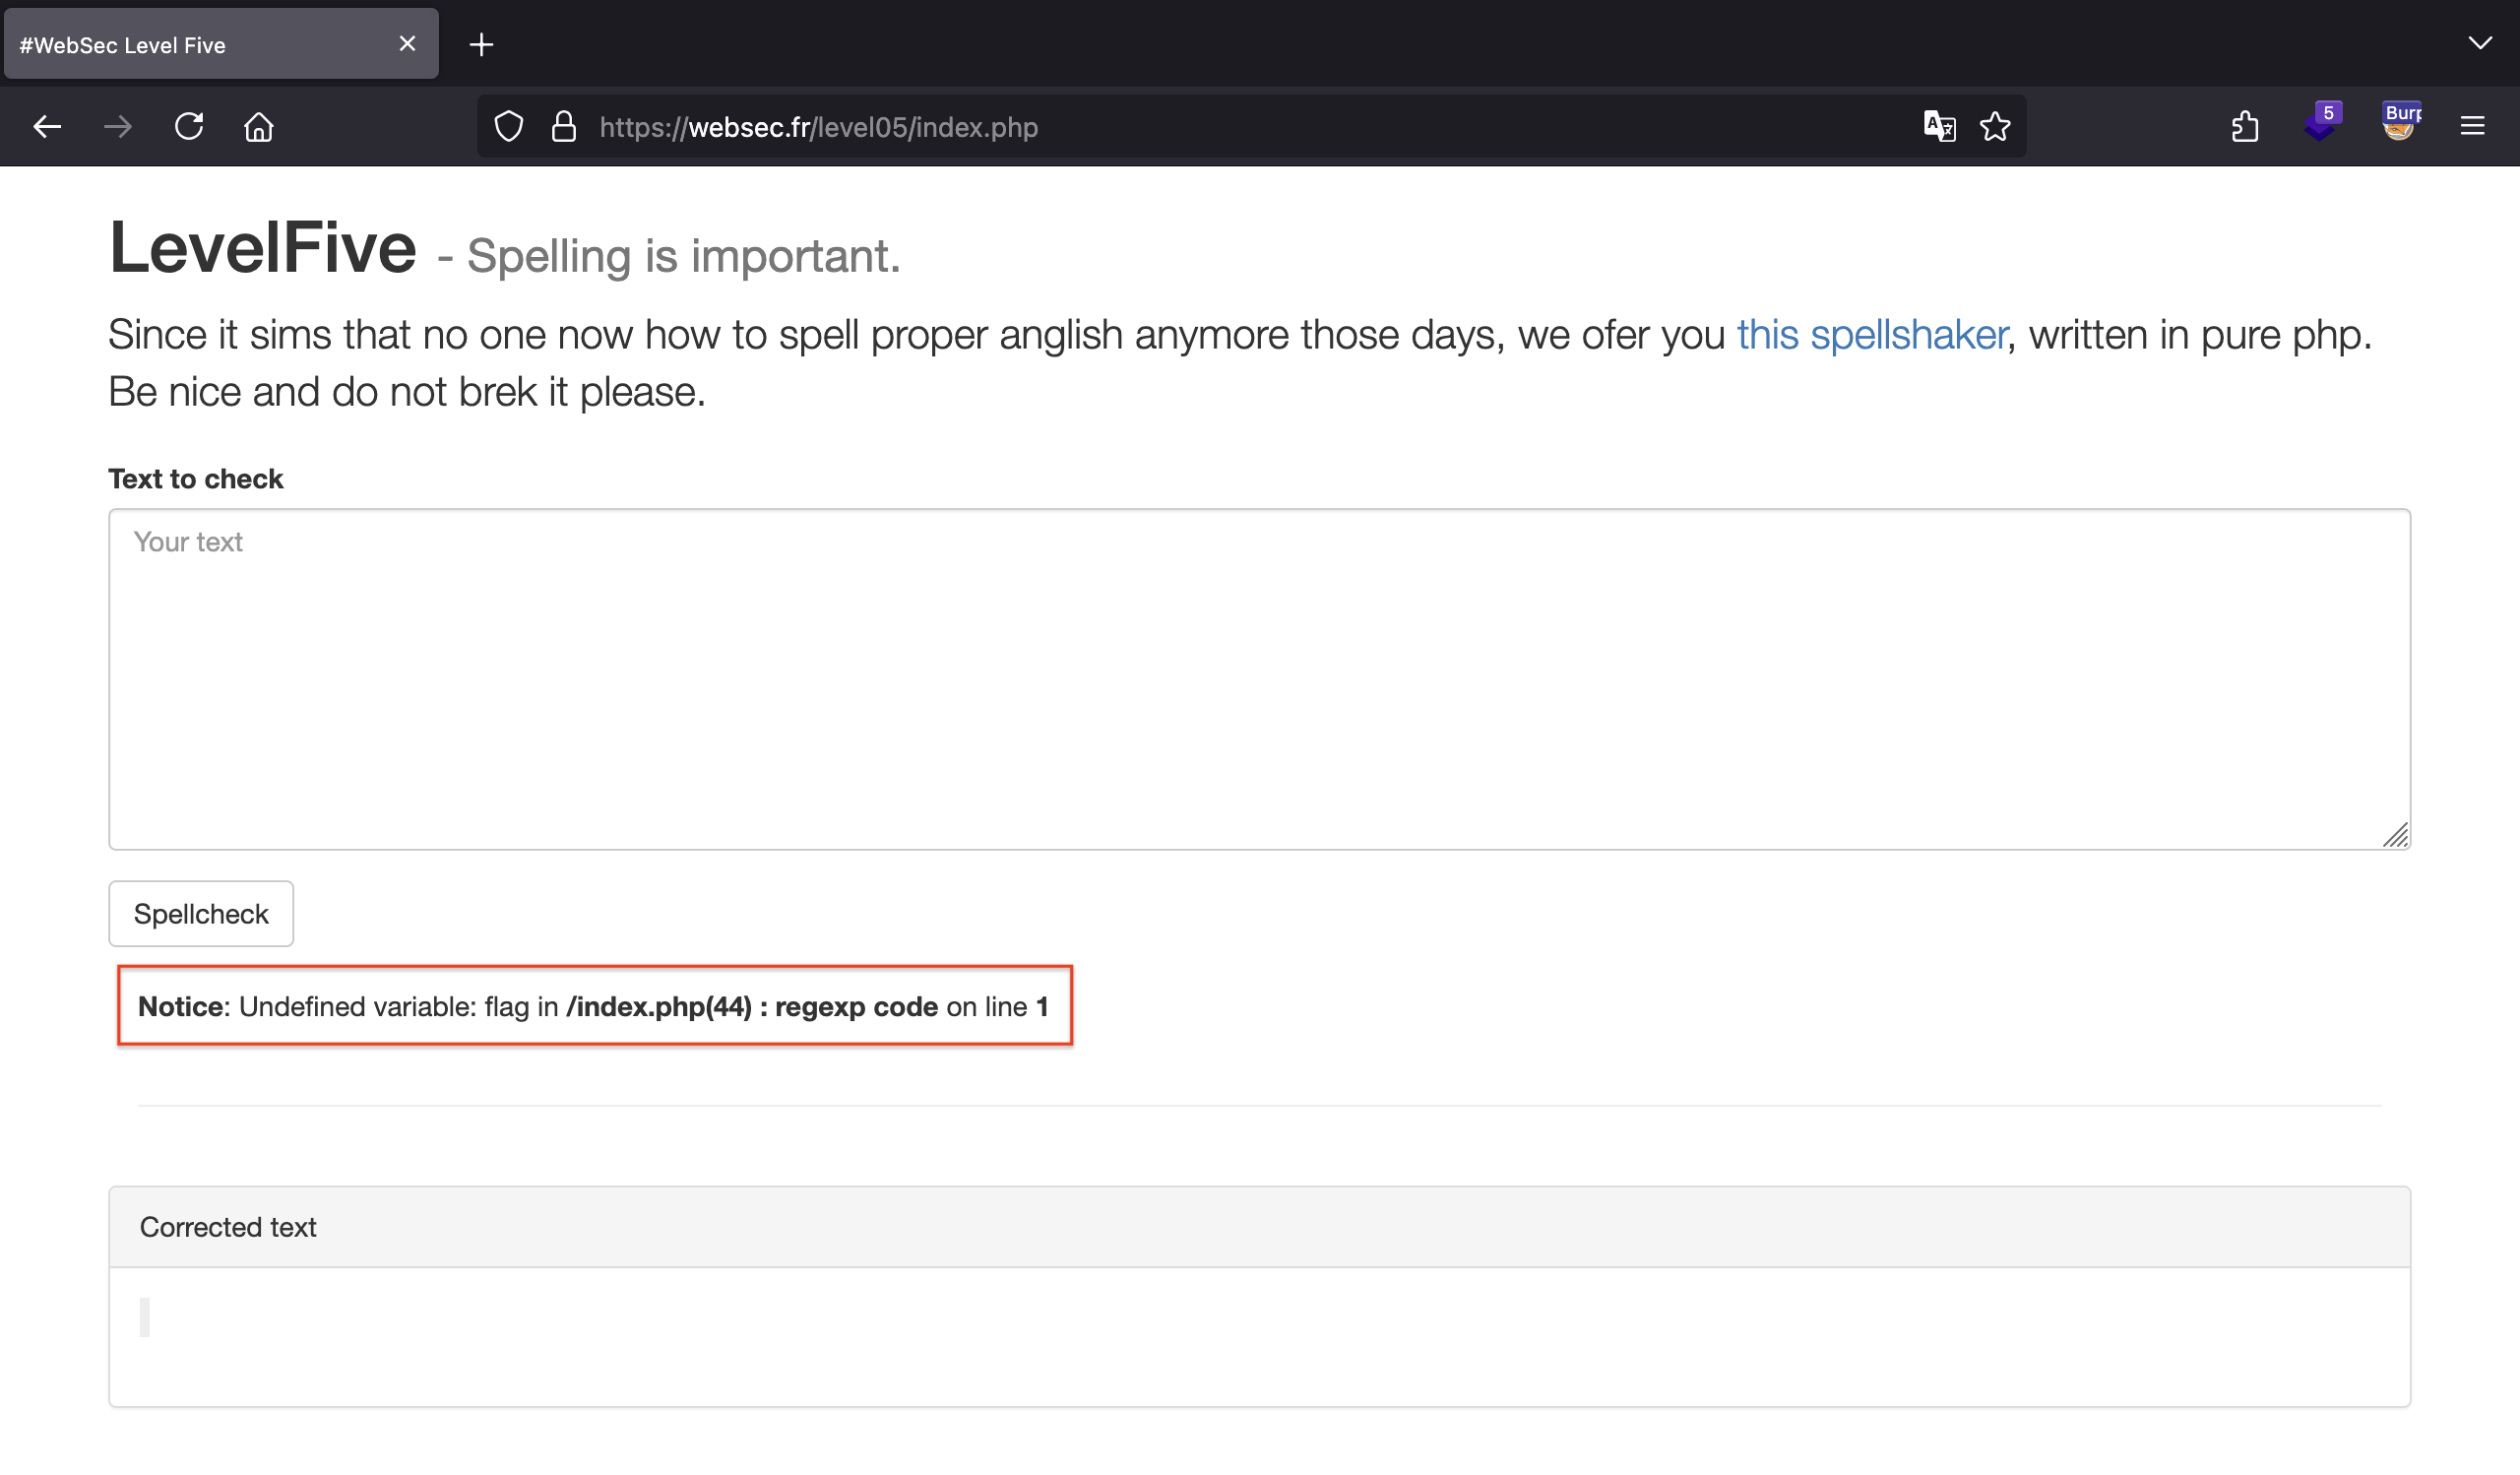 #WebSec Level Five
https://websec.fr/level05/index.php
5
Burp
LevelFive - Spelling is important.
Since it sims that no one now how to spell proper anglish anymore those days, we ofer you this spellshaker, written in pure php.
Be nice and do not brek it please.
Text to check
Your text
Spellcheck
Notice: Undefined variable: flag in /index.php(44) : regexp code on line 1
Corrected text